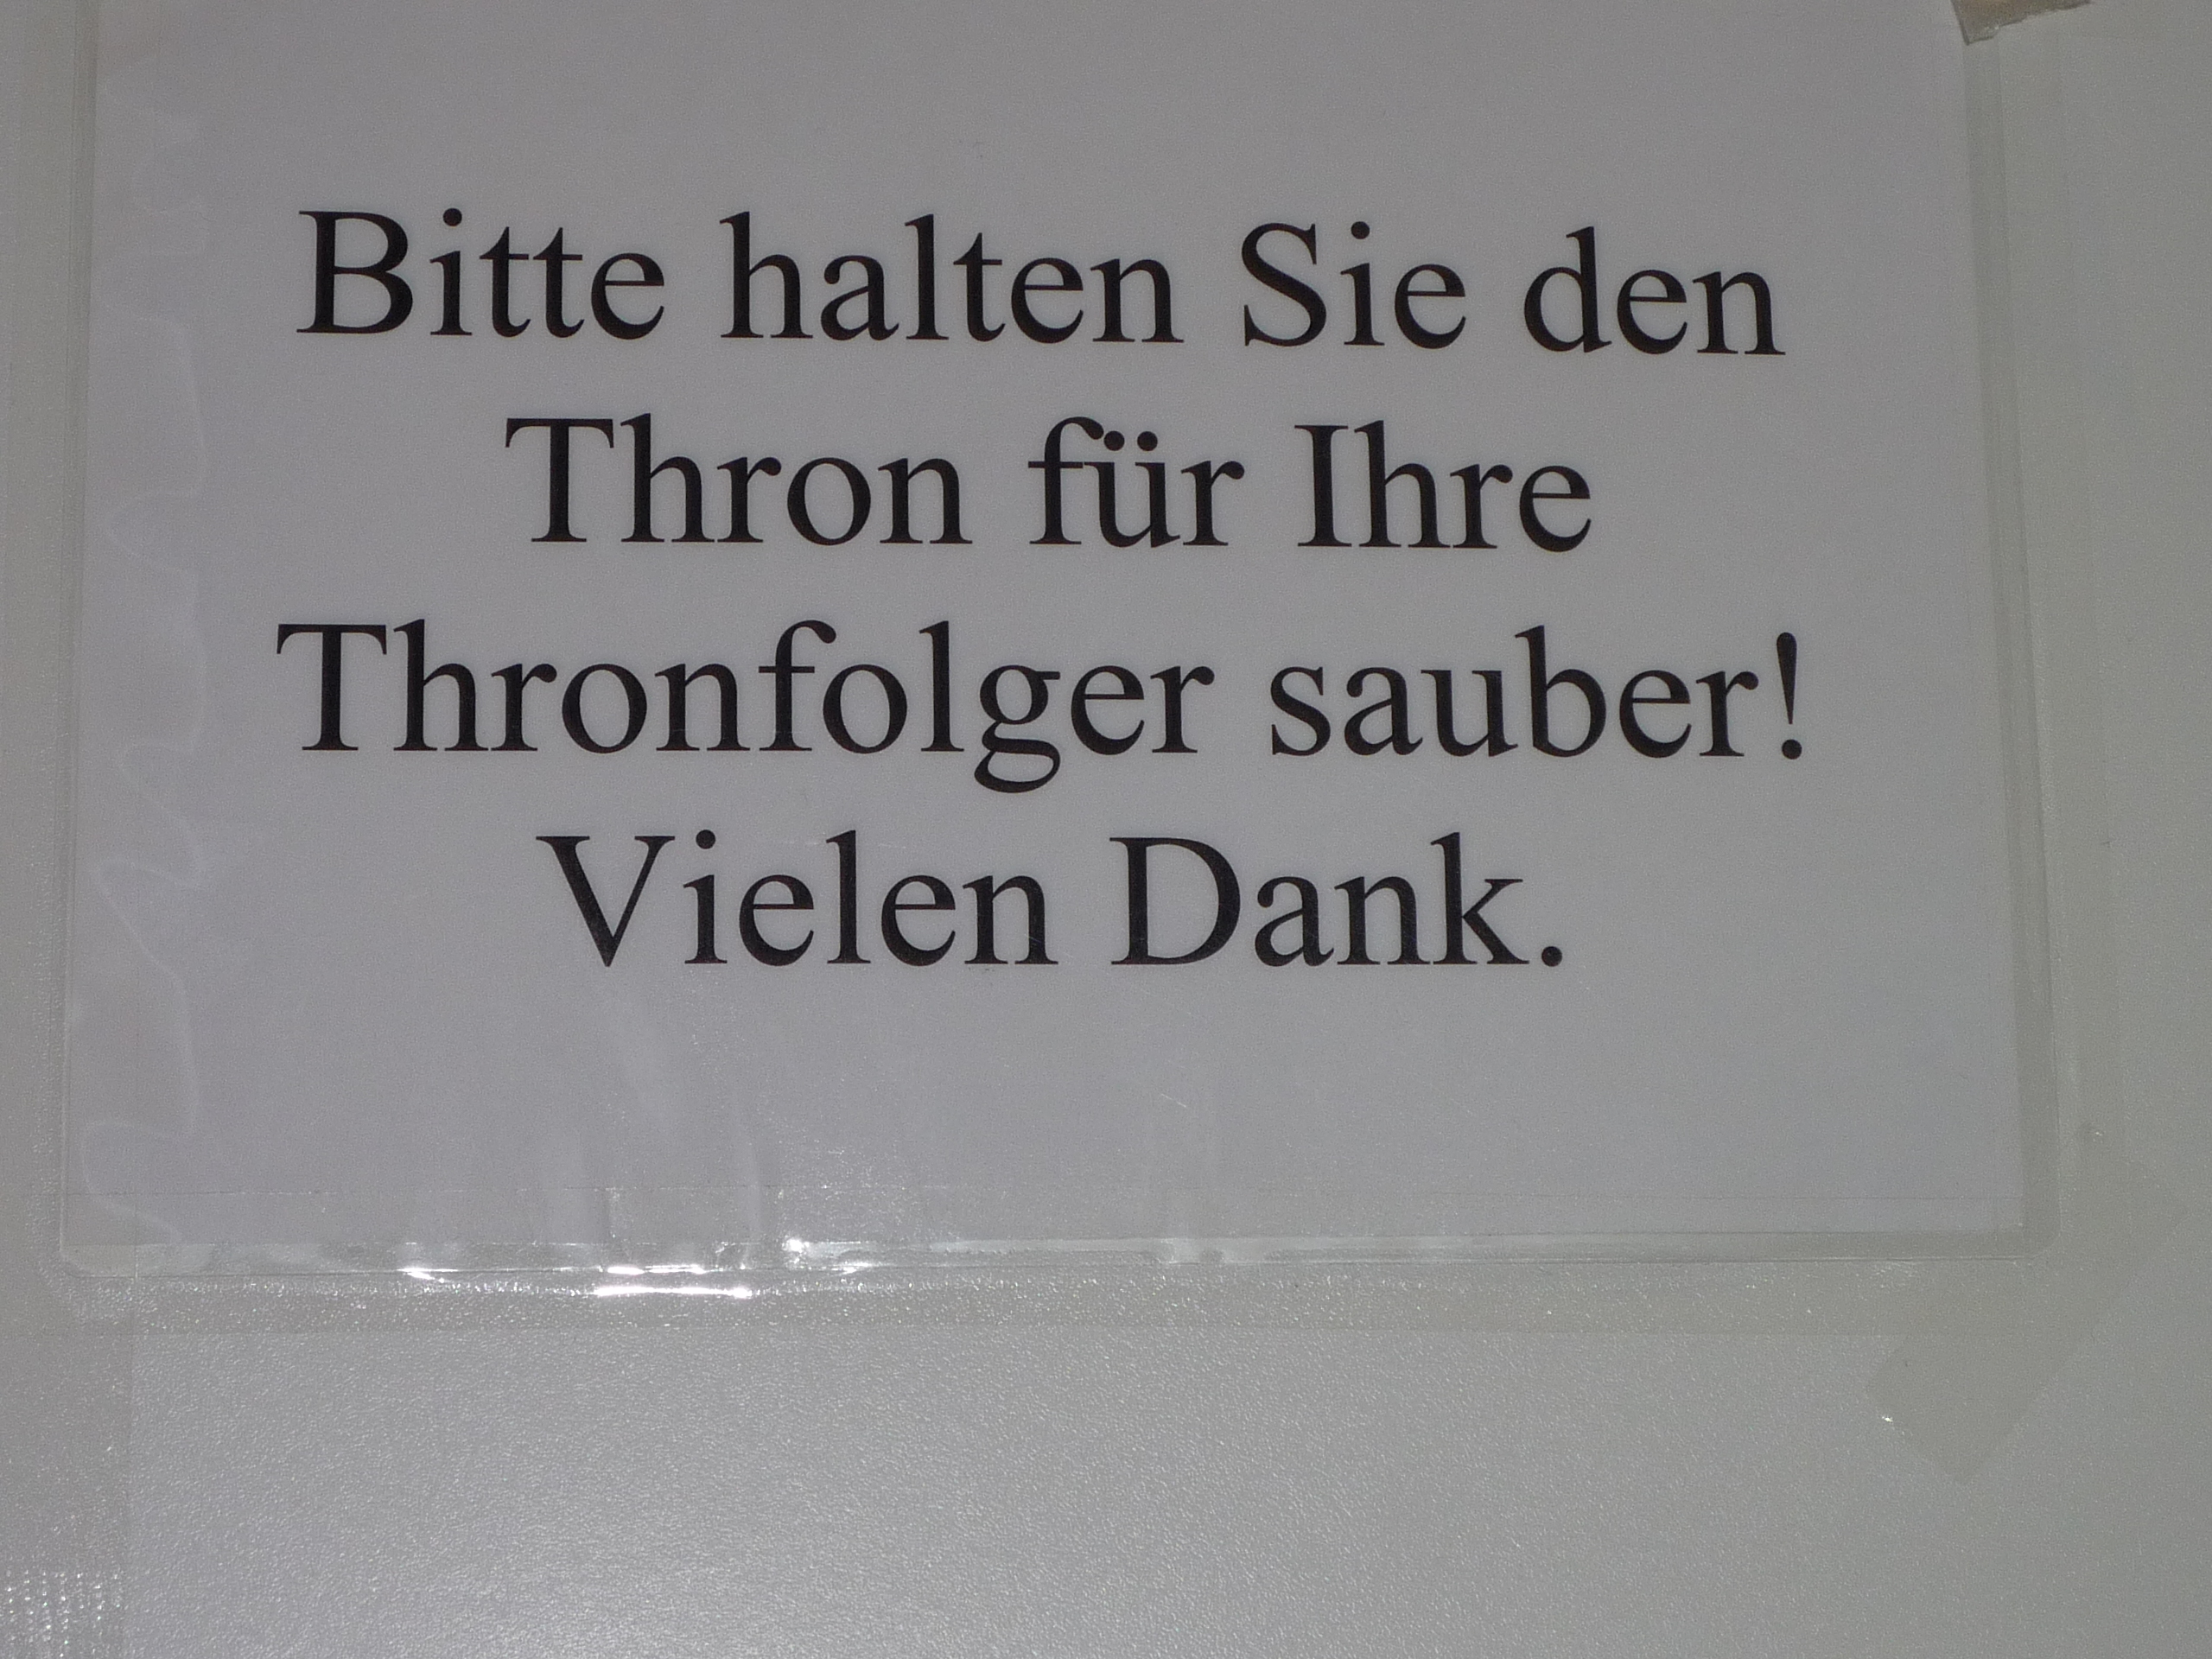 Bitte halten Sie den
Thron für Ihre
Thronfolger sauber!
Vielen Dank.